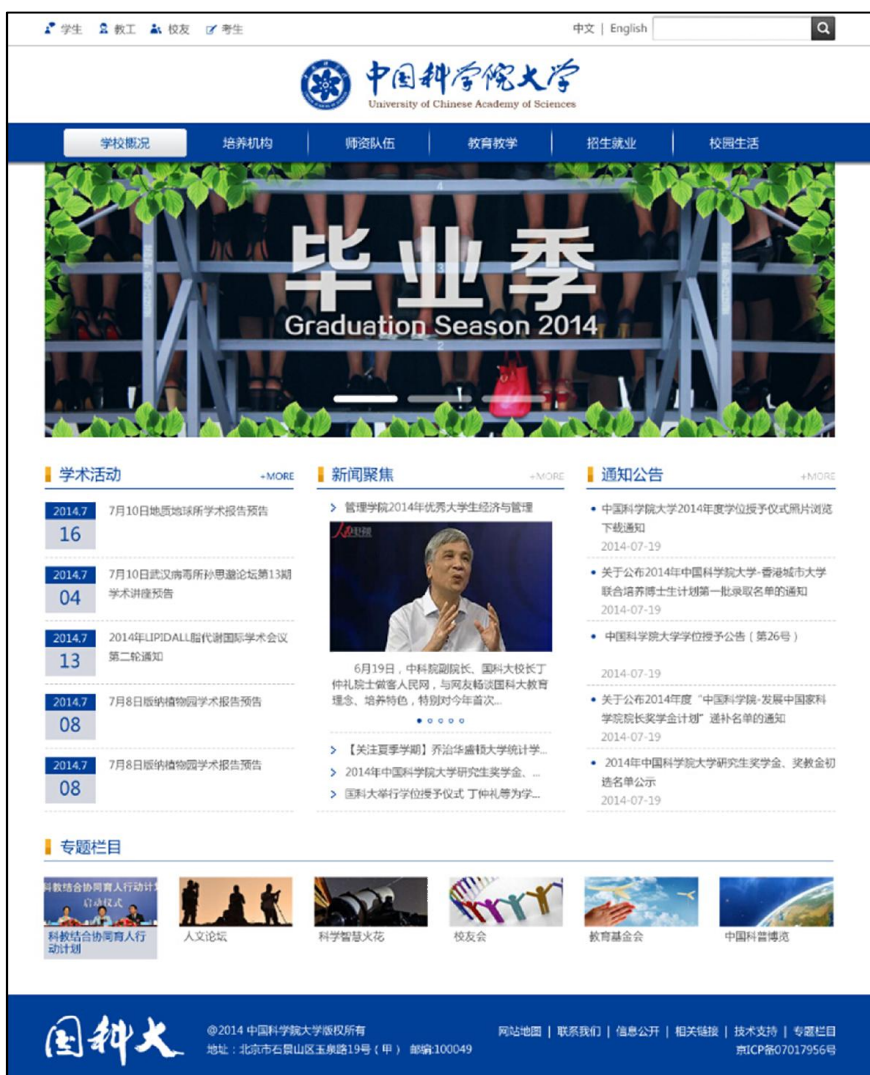 学生 教工 校友 考生
中文 | English
中国科学院大学
University of Chinese Academy of Sciences
学校概况 培养机构 师资队伍 教育教学 招生就业 校园生活
毕业季
Graduation Season 2014
学术活动 +MORE
2014.7
16
7月10日地质地球所学术报告预告
2014.7
04
7月10日武汉病毒所孙思邈论坛第13期
学术讲座预告
2014.7
13
2014年LIPIDALL脂代谢国际学术会议
第二轮通知
2014.7
08
7月8日版纳植物园学术报告预告
2014.7
08
7月8日版纳植物园学术报告预告
新闻聚焦 +MORE
管理学院2014年优秀大学生经济与管理
6月19日，中科院副院长、国科大校长丁
仲礼院士做客人民网，与网友畅谈国科大教育
理念、培养特色，特别对今年首次...
【关注夏季学期】乔治华盛顿大学统计学...
2014年中国科学院大学研究生奖学金、...
国科大举行学位授予仪式 丁仲礼等为学...
通知公告 +MORE
中国科学院大学2014年度学位授予仪式照片浏览
下载通知
2014-07-19
关于公布2014年中国科学院大学-香港城市大学
联合培养博士生计划第一批录取名单的通知
2014-07-19
中国科学院大学学位授予公告（第26号）
2014-07-19
关于公布2014年度“中国科学院-发展中国家科
学院院长奖学金计划”递补名单的通知
2014-07-19
2014年中国科学院大学研究生奖学金、奖教金初
选名单公示
2014-07-19
专题栏目
科教结合协同育人行动计划
启动仪式
科教结合协同育人行
动计划
人文论坛
科学智慧火花
校友会
教育基金会
中国科普博览
国科大
@2014 中国科学院大学版权所有
地址：北京市石景山区玉泉路19号（甲） 邮编:100049
网站地图 | 联系我们 | 信息公开 | 相关链接 | 技术支持 | 专题栏目
京ICP备07017956号